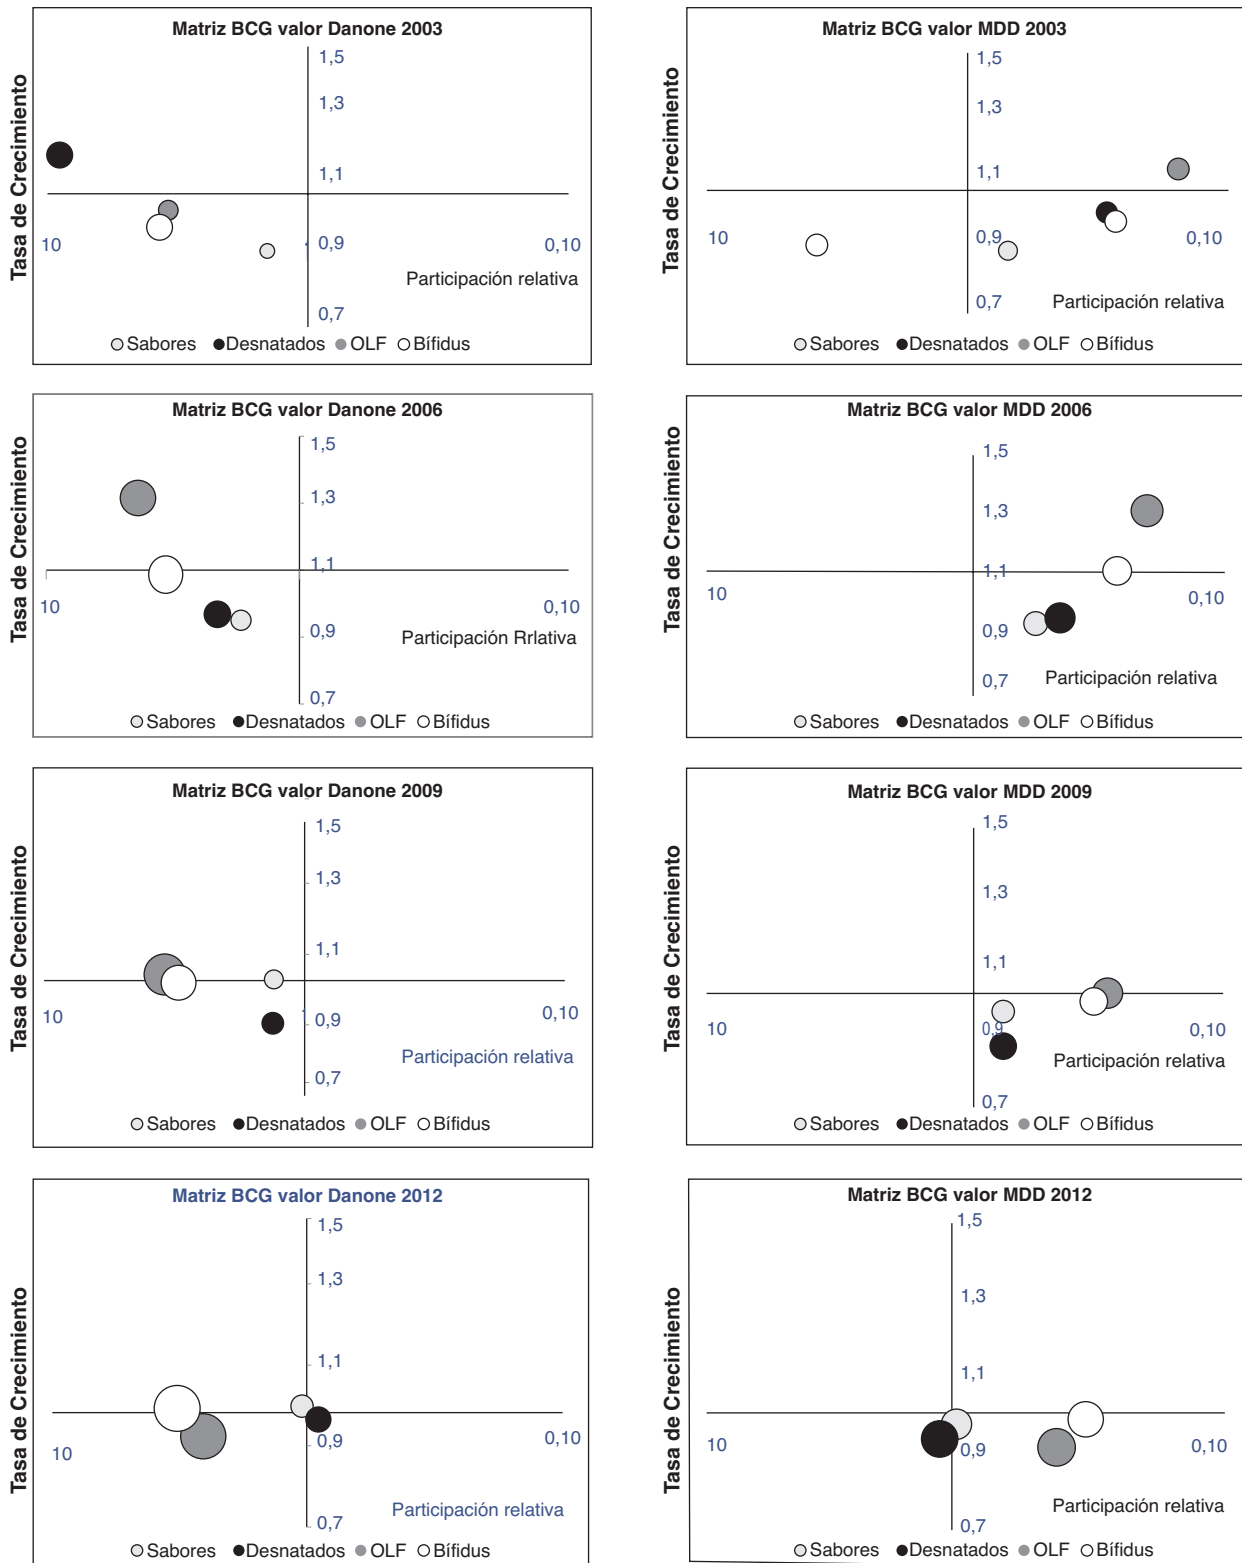 Matriz BCG valor Danone 2003
Tasa de Crecimiento
1,5
1,3
1,1
10
0,9
0,10
Participación relativa
0,7
Sabores Desnatados OLF Bífidus
Matriz BCG valor MDD 2003
Tasa de Crecimiento
1,5
1,3
1,1
10
0,9
0,10
Participación relativa
0,7
Sabores Desnatados OLF Bífidus
Matriz BCG valor Danone 2006
Tasa de Crecimiento
1,5
1,3
1,1
10
0,10
0,9
Participación Rrlativa
0,7
Sabores Desnatados OLF Bífidus
Matriz BCG valor MDD 2006
Tasa de Crecimiento
1,5
1,3
1,1
10
0,10
0,9
Participación relativa
0,7
Sabores Desnatados OLF Bífidus
Matriz BCG valor Danone 2009
Tasa de Crecimiento
1,5
1,3
1,1
10
0,9
0,10
Participación relativa
0,7
Sabores Desnatados OLF Bífidus
Matriz BCG valor MDD 2009
Tasa de Crecimiento
1,5
1,3
1,1
10
0,9
0,10
Participación relativa
0,7
Sabores Desnatados OLF Bífidus
Matriz BCG valor Danone 2012
Tasa de Crecimiento
1,5
1,3
1,1
10
0,9
0,10
Participación relativa
0,7
Sabores Desnatados OLF Bífidus
Matriz BCG valor MDD 2012
Tasa de Crecimiento
1,5
1,3
1,1
10
0,9
0,10
Participación relativa
0,7
Sabores Desnatados OLF Bífidus